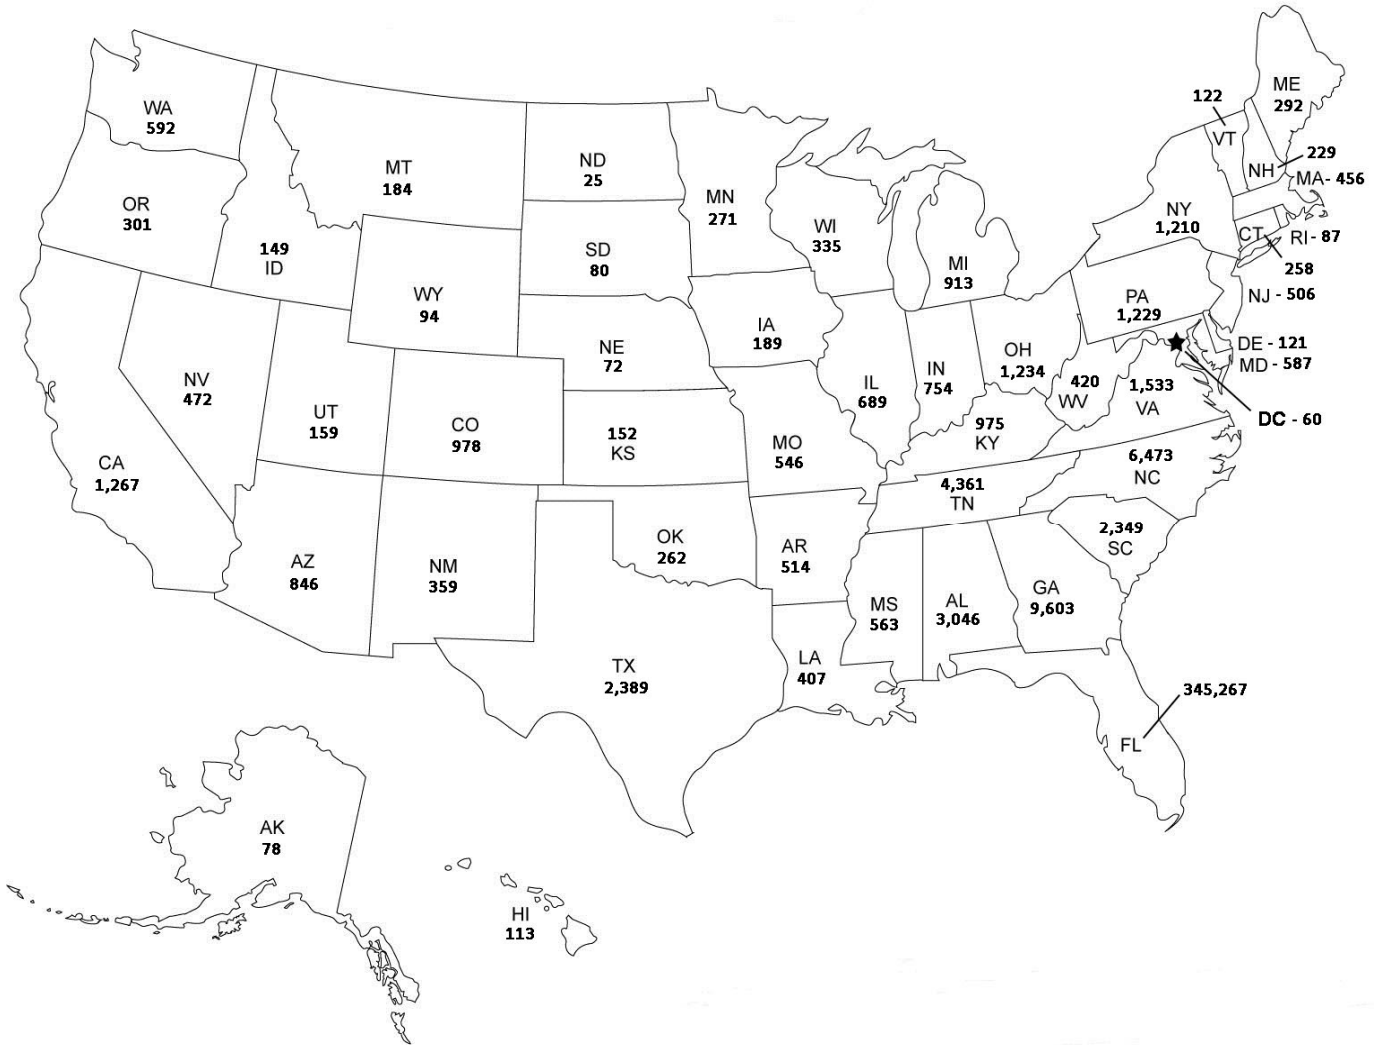 ME
292
122
VT
WA
592
229
NH
MA- 456
ND
25
MT
184
MN
271
OR
301
NY
1,210
WI
335
CT
RI- 87
149
ID
SD
80
MI
913
258
WY
94
PA
1,229
NJ - 506
IA
189
NE
72
OH
1,234
DE - 121
MD - 587
NV
472
IN
754
IL
689
420
WV
1,533
VA
DC - 60
UT
159
CO
978
152
KS
975
KY
MO
546
CA
1,267
6,473
NC
4,361
TN
2,349
SC
OK
262
AR
514
AZ
846
NM
359
GA
9,603
MS
563
AL
3,046
LA
407
TX
2,389
345,267
FL
AK
78
HI
113